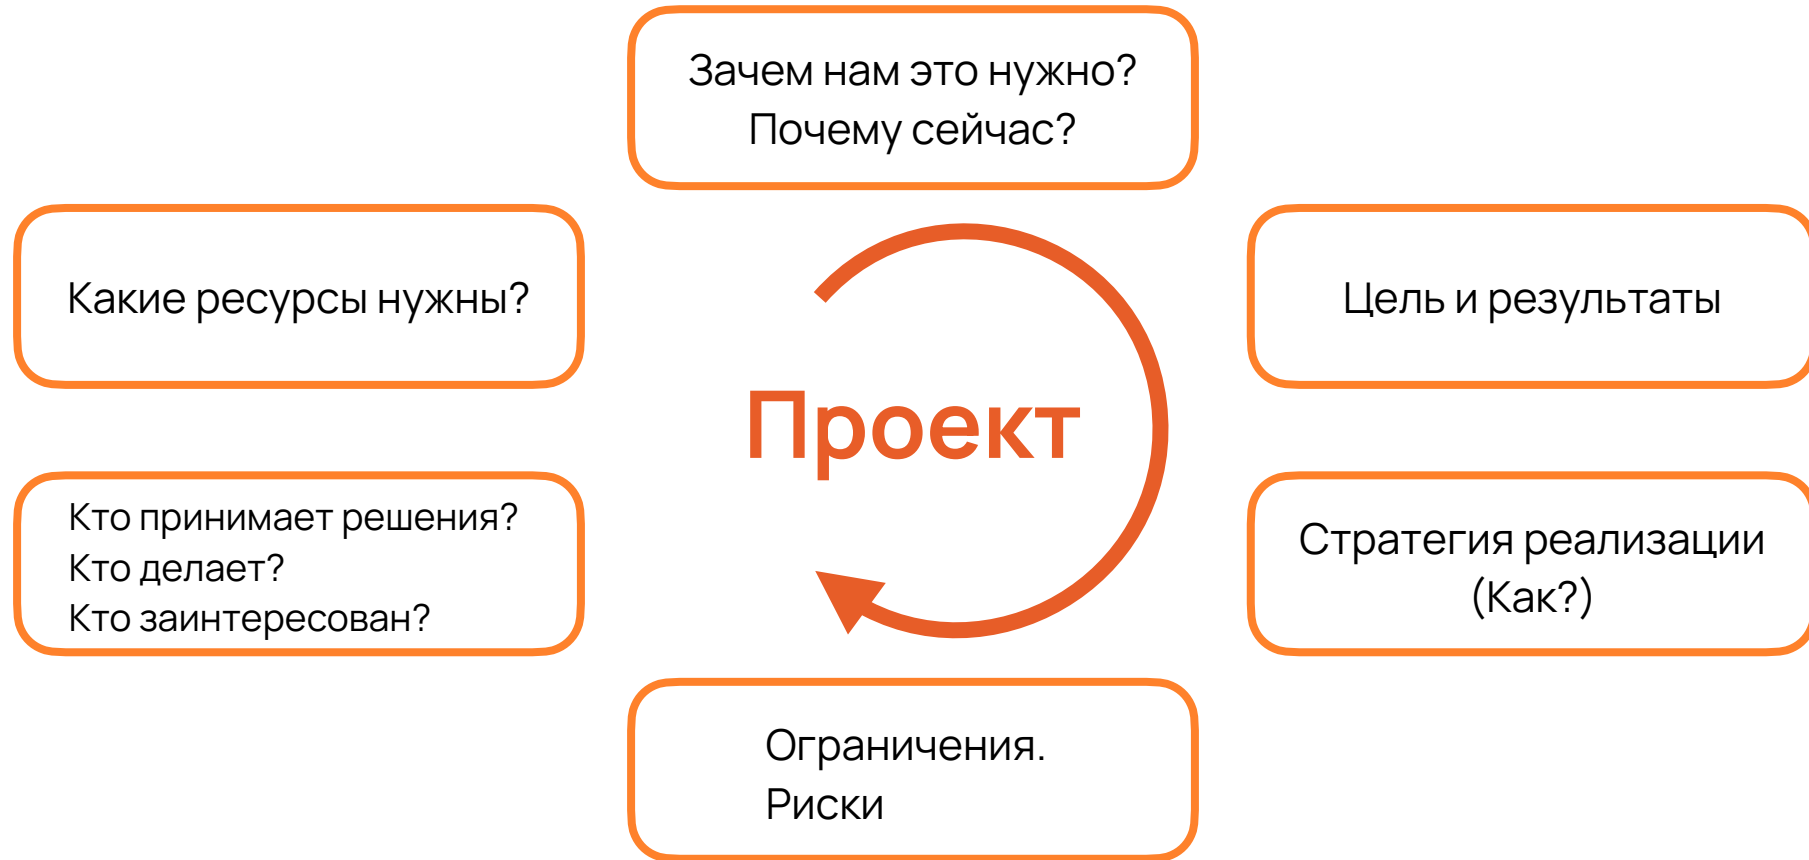 Зачем нам это нужно?
Почему сейчас?
Какие ресурсы нужны?
Цель и результаты
Проект
Кто принимает решения?
Кто делает?
Кто заинтересован?
Стратегия реализации
(Как?)
Ограничения.
Риски